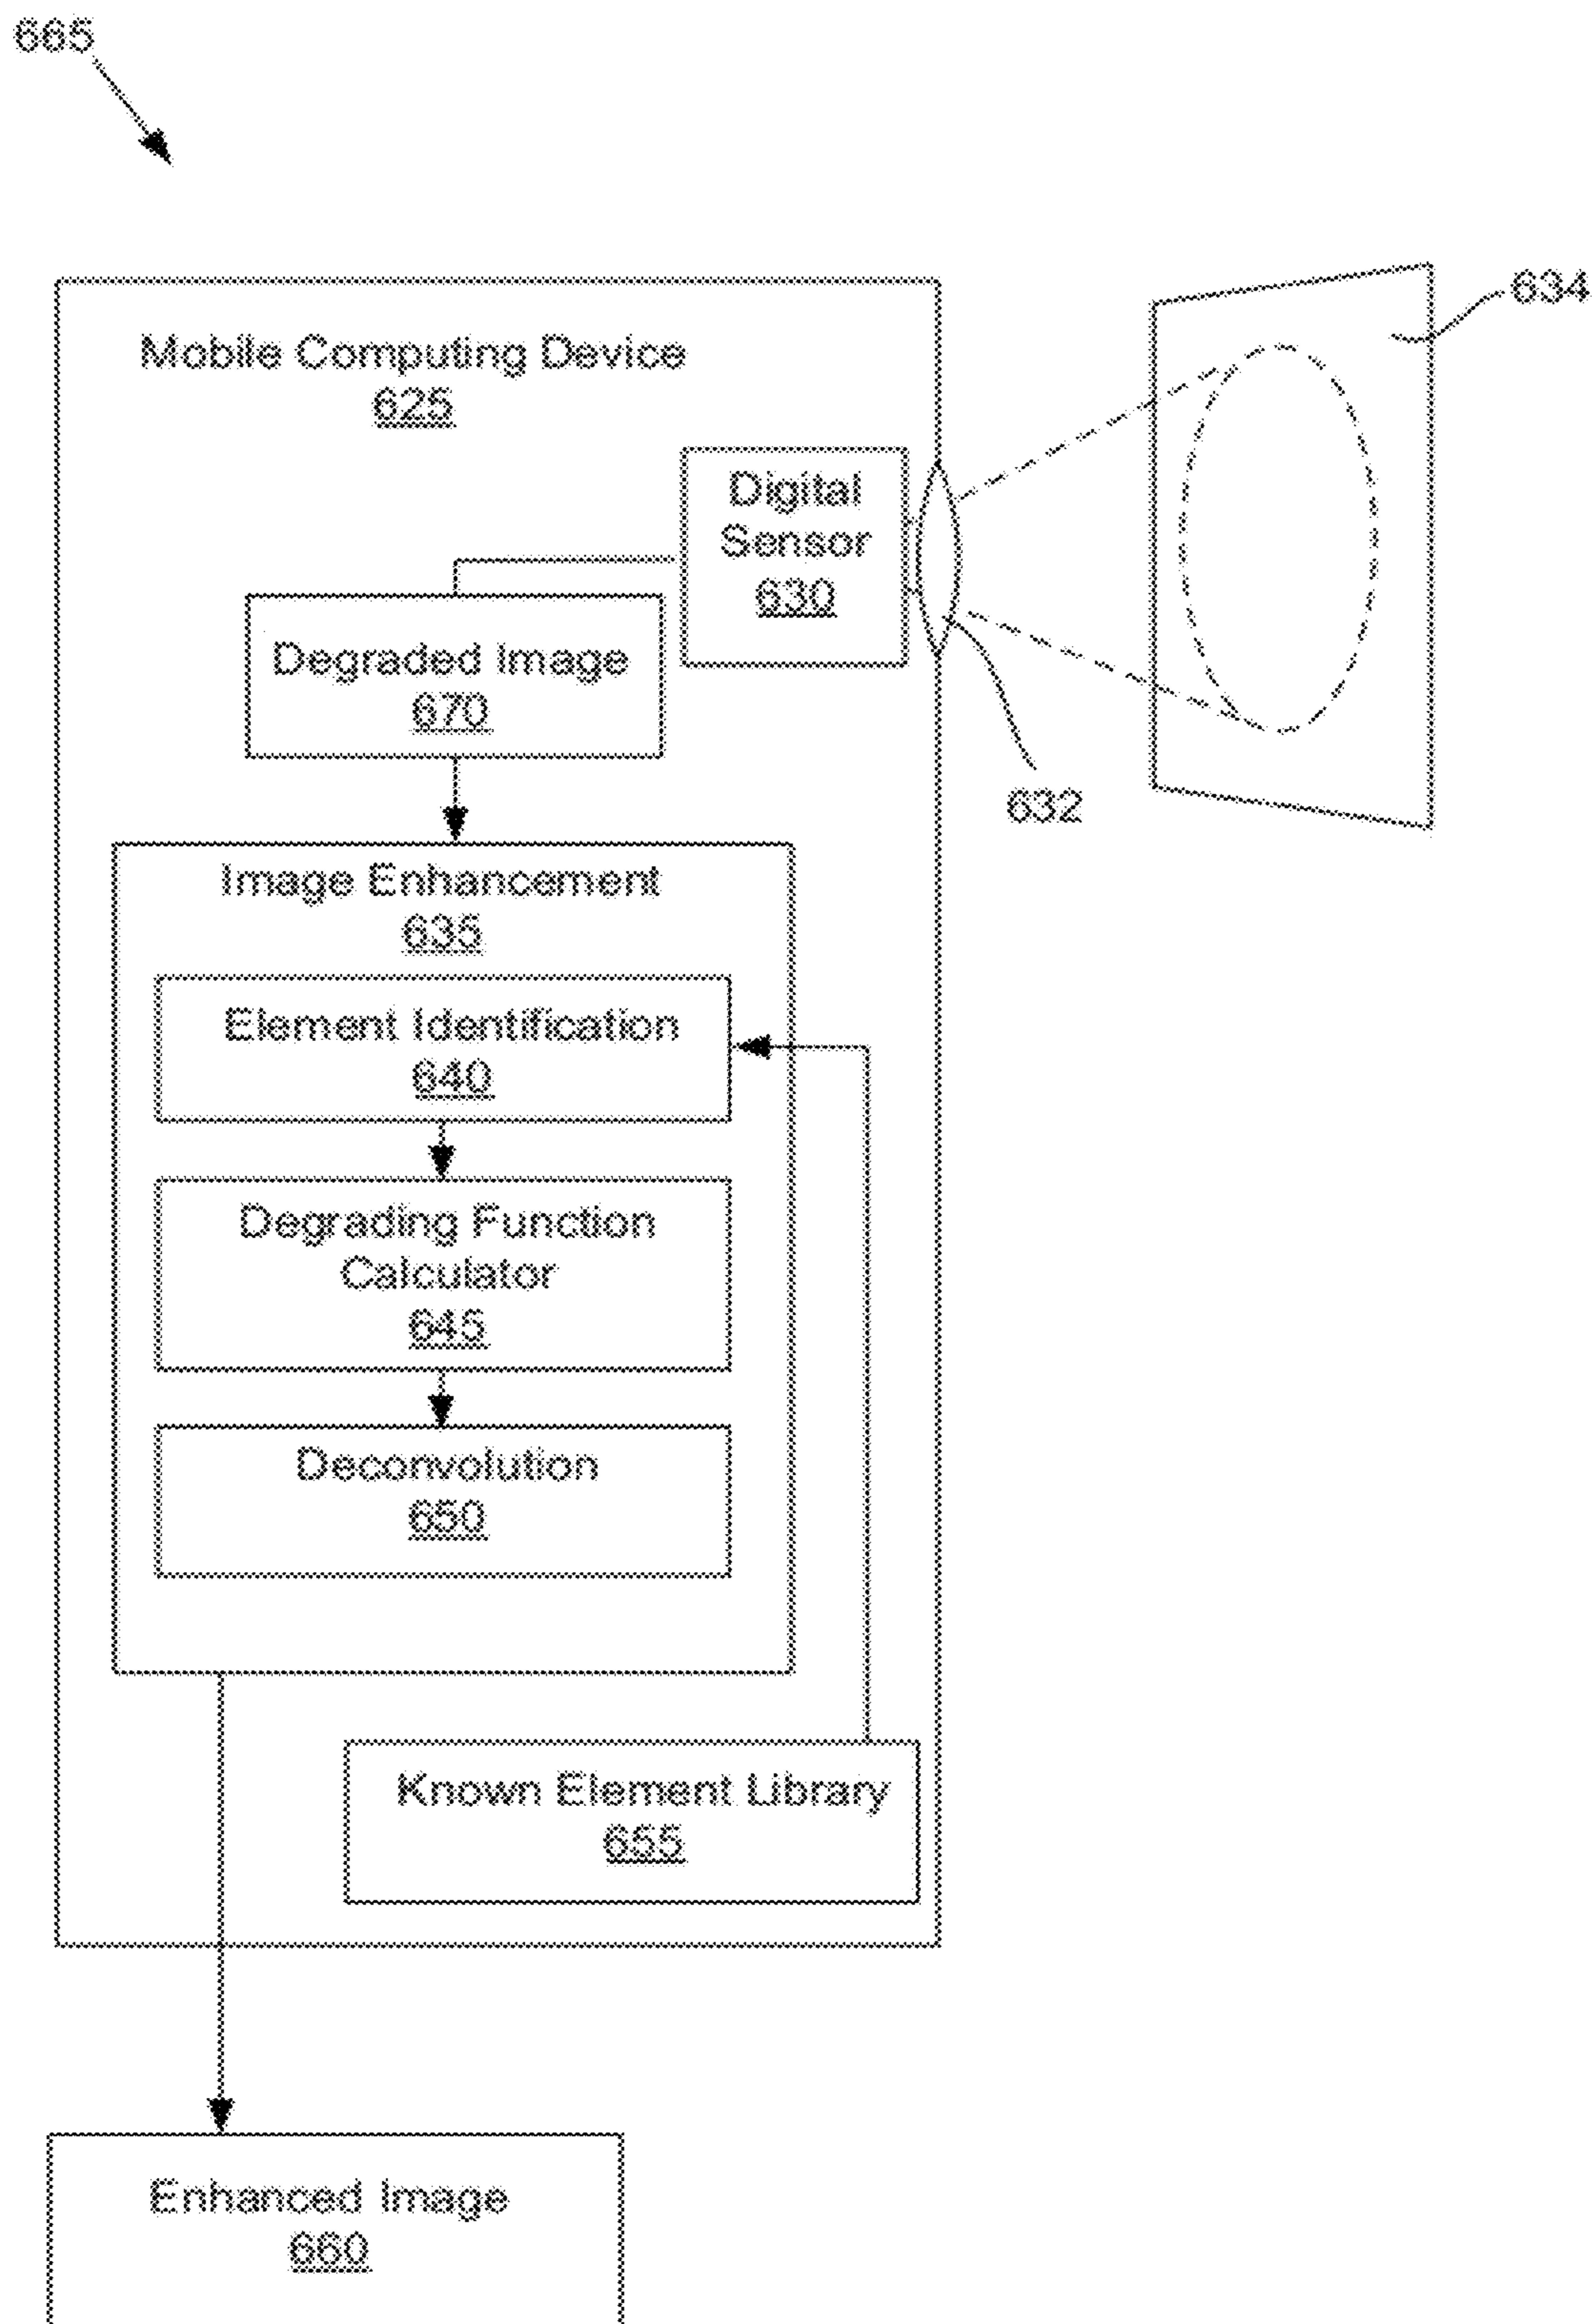 665
Mobile Computing Device
625
634
Digital
Sensor
630
Degraded Image
670
632
Image Enhancement
635
Element Identification
640
Degrading Function
Calculator
645
Deconvolution
650
Known Element Library
655
Enhanced Image
660